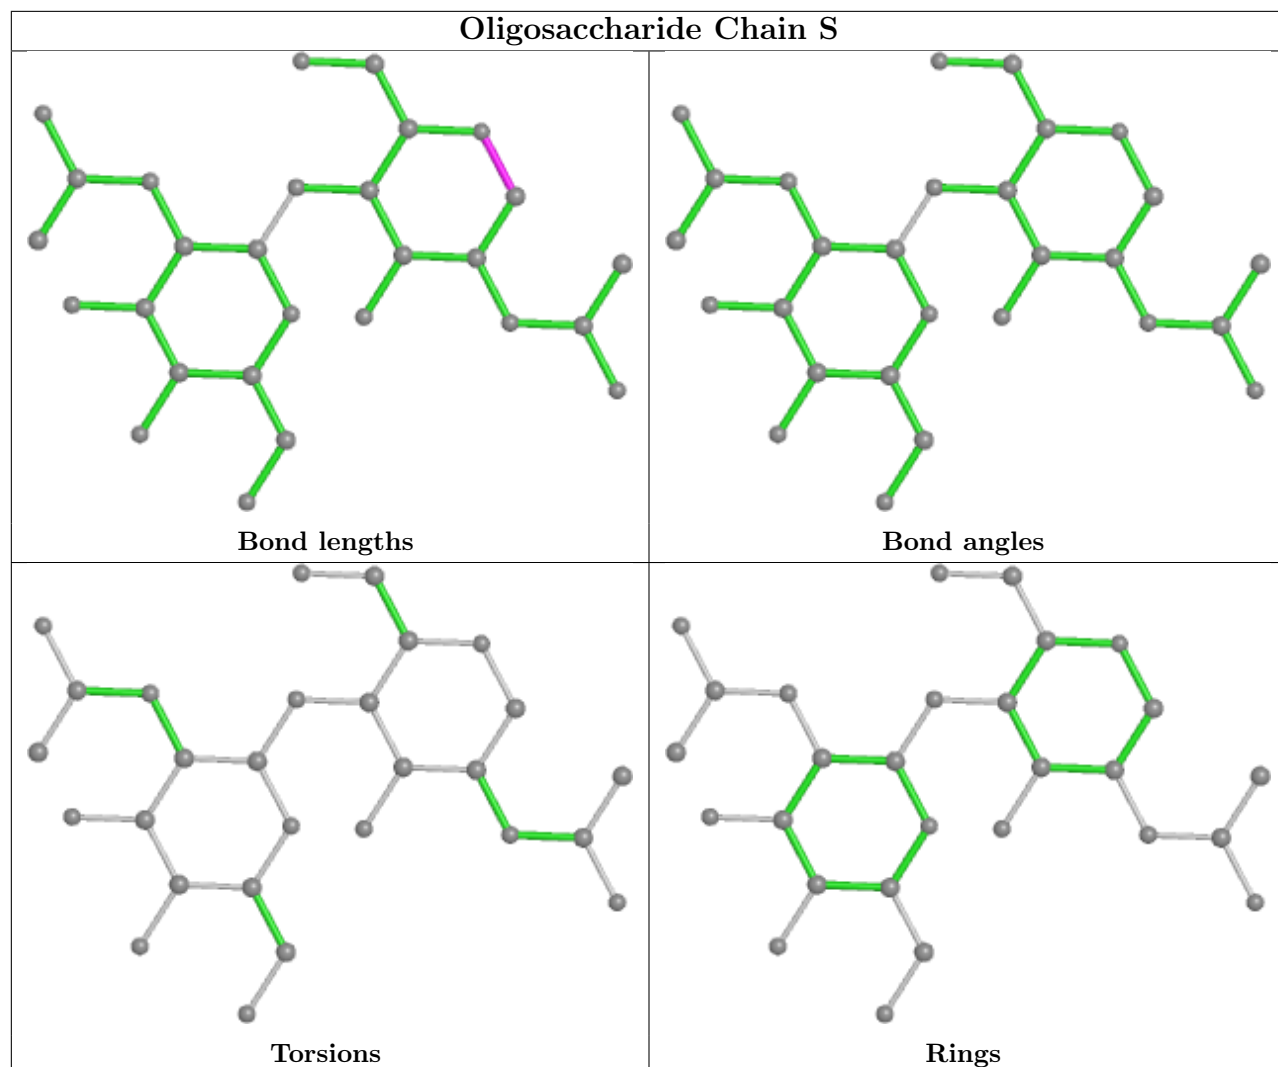 Oligosaccharide Chain S
Bond lengths
Bond angles
Torsions
Rings